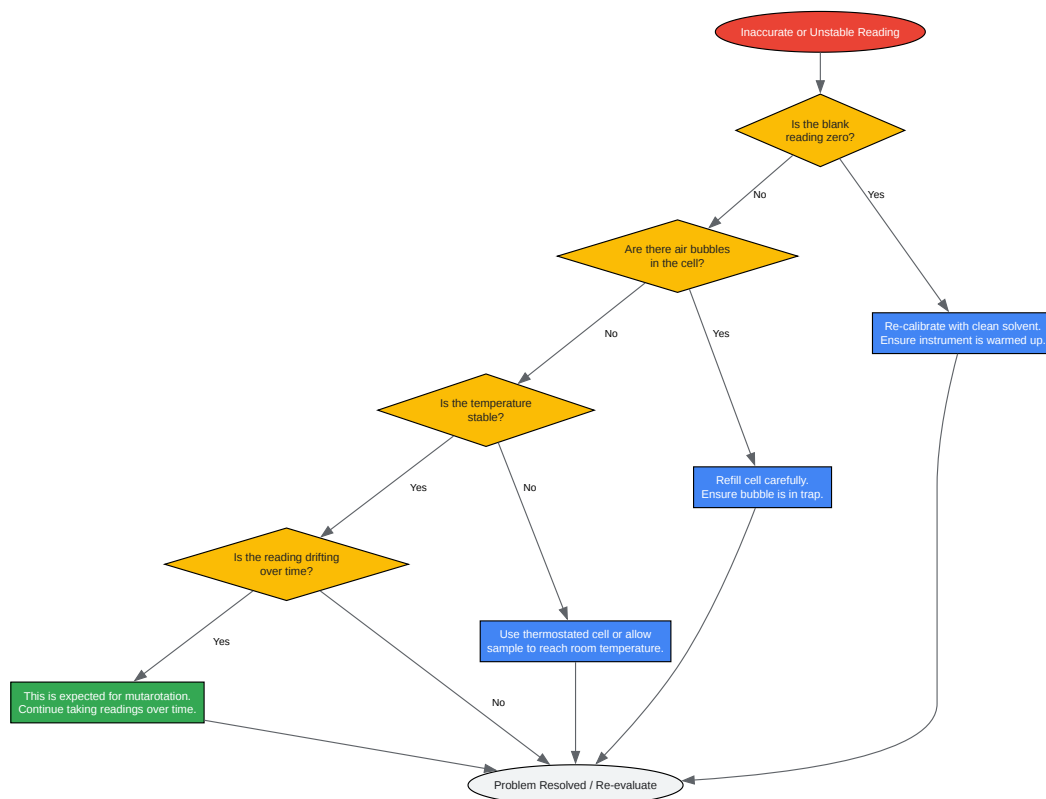 Inaccurate or Unstable Reading
Is the blank
reading zero?
No
Yes
Are there air bubbles
in the cell?
Re-calibrate with clean solvent.
Ensure instrument is warmed up.
No
Yes
Is the temperature
stable?
Yes
No
Refill cell carefully.
Ensure bubble is in trap.
Is the reading drifting
over time?
Yes
Use thermostated cell or allow
sample to reach room temperature.
This is expected for mutarotation.
Continue taking readings over time.
No
Problem Resolved / Re-evaluate